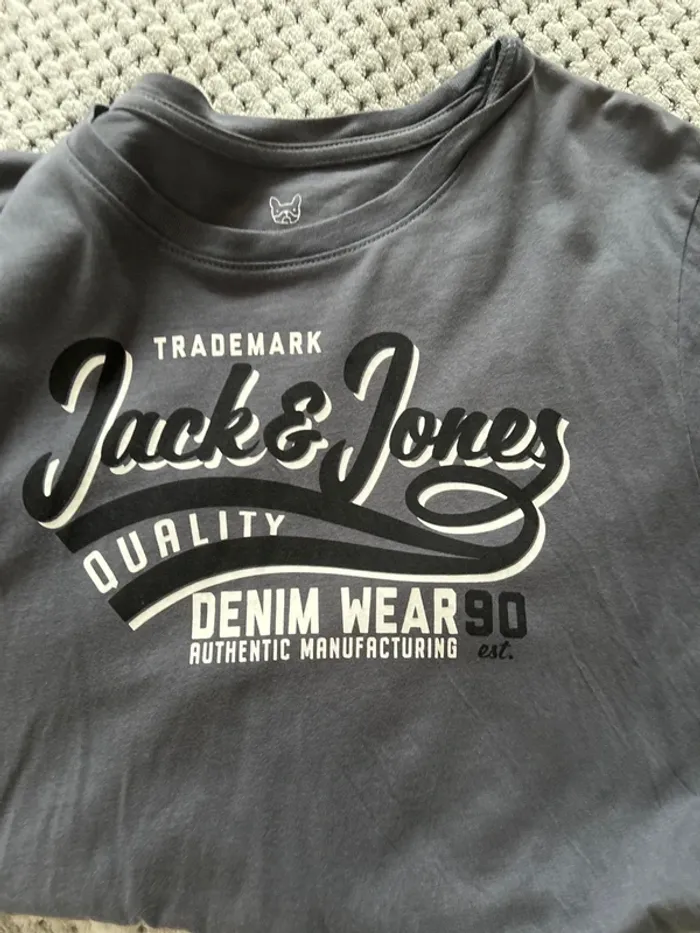 TRADEMARK
Jack & Jones
QUALITY
DENIM WEAR 90
AUTHENTIC MANUFACTURING est.